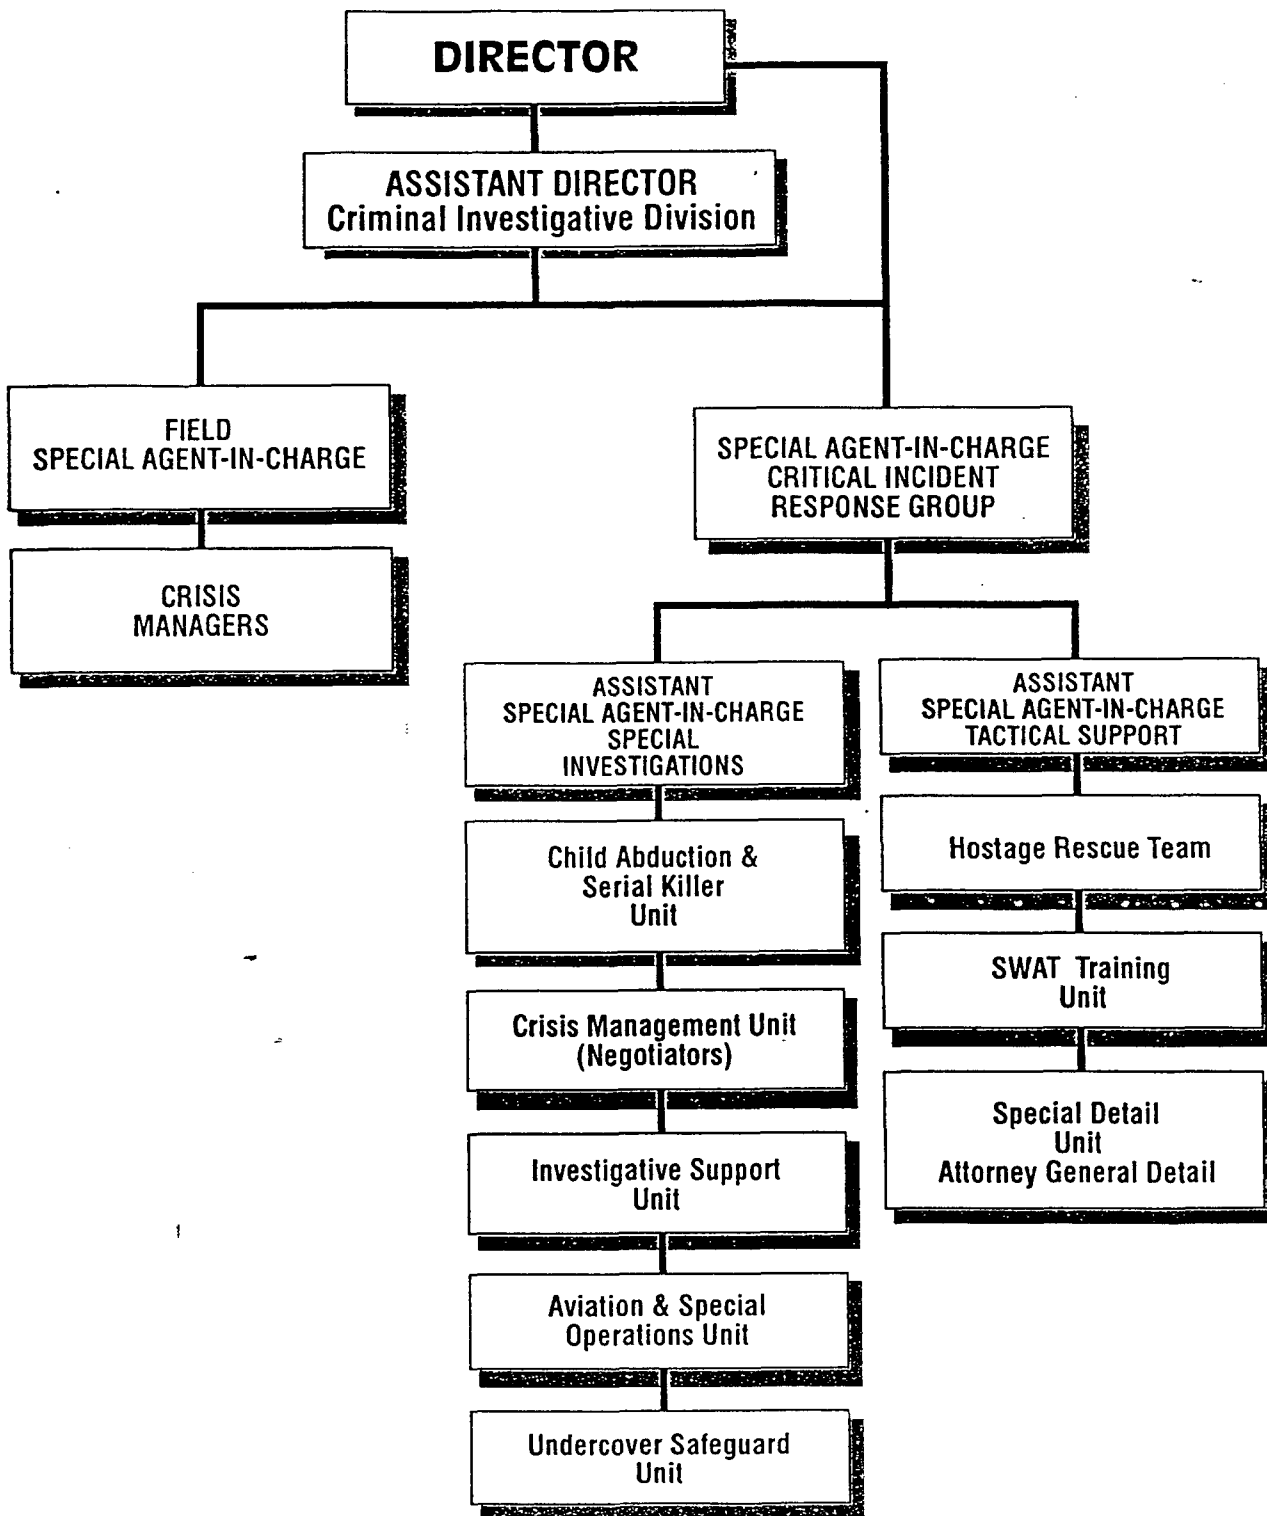 DIRECTOR
ASSISTANT DIRECTOR
Criminal Investigative Division
FIELD
SPECIAL AGENT-IN-CHARGE
CRISIS
MANAGERS
SPECIAL AGENT-IN-CHARGE
CRITICAL INCIDENT
RESPONSE GROUP
ASSISTANT
SPECIAL AGENT-IN-CHARGE
SPECIAL
INVESTIGATIONS
Child Abduction &
Serial Killer
Unit
Crisis Management Unit
(Negotiators)
Investigative Support
Unit
Aviation & Special
Operations Unit
Undercover Safeguard
Unit
ASSISTANT
SPECIAL AGENT-IN-CHARGE
TACTICAL SUPPORT
Hostage Rescue Team
SWAT Training
Unit
Special Detail
Unit
Attorney General Detail